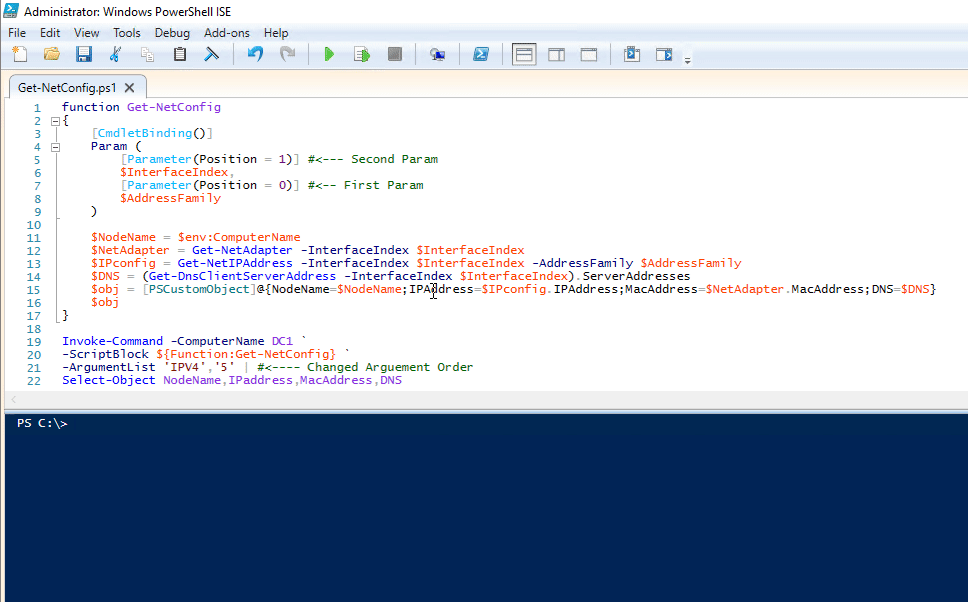 Administrator: Windows PowerShell ISE
File Edit View Tools Debug Add-ons Help
Get-NetConfig.ps1
1 function Get-NetConfig
2 {
3     [CmdletBinding()]
4     Param (
5         [Parameter(Position = 1)] #<--- Second Param
6         $InterfaceIndex,
7         [Parameter(Position = 0)] #<-- First Param
8         $AddressFamily
9     )
10
11     $NodeName = $env:ComputerName
12     $NetAdapter = Get-NetAdapter -InterfaceIndex $InterfaceIndex
13     $IPconfig = Get-NetIPAddress -InterfaceIndex $InterfaceIndex -AddressFamily $AddressFamily
14     $DNS = (Get-DnsClientServerAddress -InterfaceIndex $InterfaceIndex).ServerAddresses
15     $obj = [PSCustomObject]@{NodeName=$NodeName;IPAddress=$IPconfig.IPAddress;MacAddress=$NetAdapter.MacAddress;DNS=$DNS}
16     $obj
17 }
18
19 Invoke-Command -ComputerName DC1 `
20 -ScriptBlock ${Function:Get-NetConfig} `
21 -ArgumentList 'IPV4','5' | #<---- Changed Arguement Order
22 Select-Object NodeName,IPaddress,MacAddress,DNS
PS C:\>